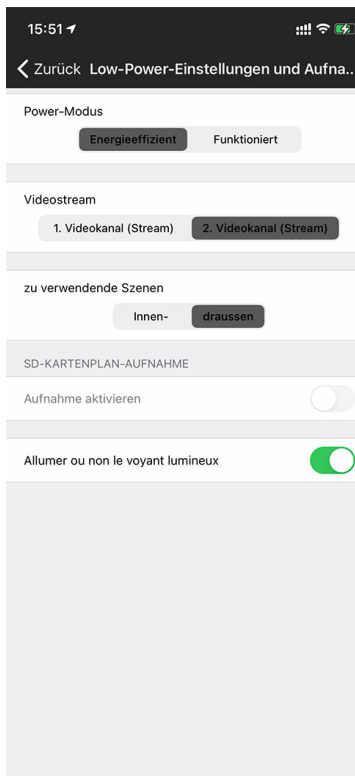 15:51
Zurück Low-Power-Einstellungen und Aufna...
Power-Modus
Energieeffizient Funktioniert
Videostream
1. Videokanal (Stream) 2. Videokanal (Stream)
zu verwendende Szenen
Innen- draussen
SD-KARTENPLAN-AUFNAHME
Aufnahme aktivieren
Allumer ou non le voyant lumineux